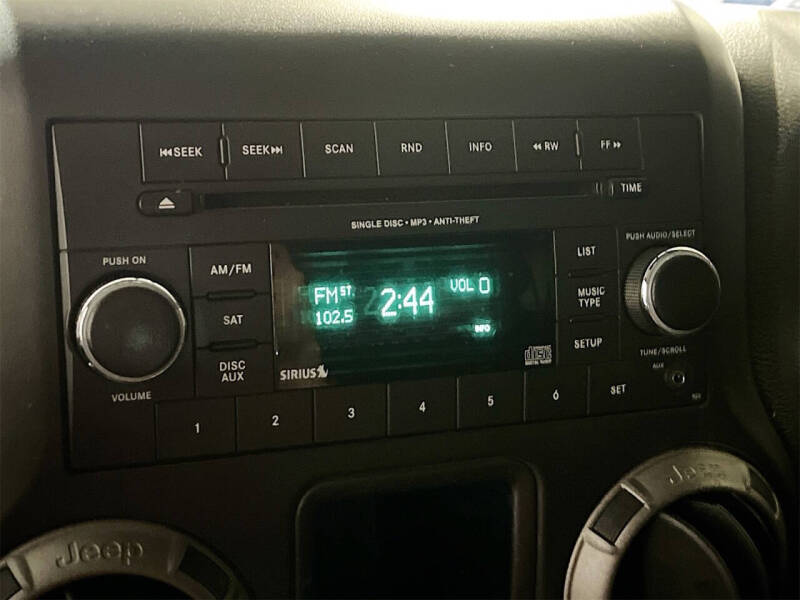 ⏮SEEK SEEK⏭ SCAN RND INFO ◀◀ RW FF ▶▶
TIME
SINGLE DISC • MP3 • ANTI-THEFT
PUSH ON
PUSH AUDIO/SELECT
AM/FM
SAT
DISC
AUX
VOLUME
FM ST.
102.5
2:44
VOL 0
INFO
SIRIUS
LIST
MUSIC
TYPE
SETUP
TUNE/SCROLL
AUX
1 2 3 4 5 6 SET
Jeep
Jeep